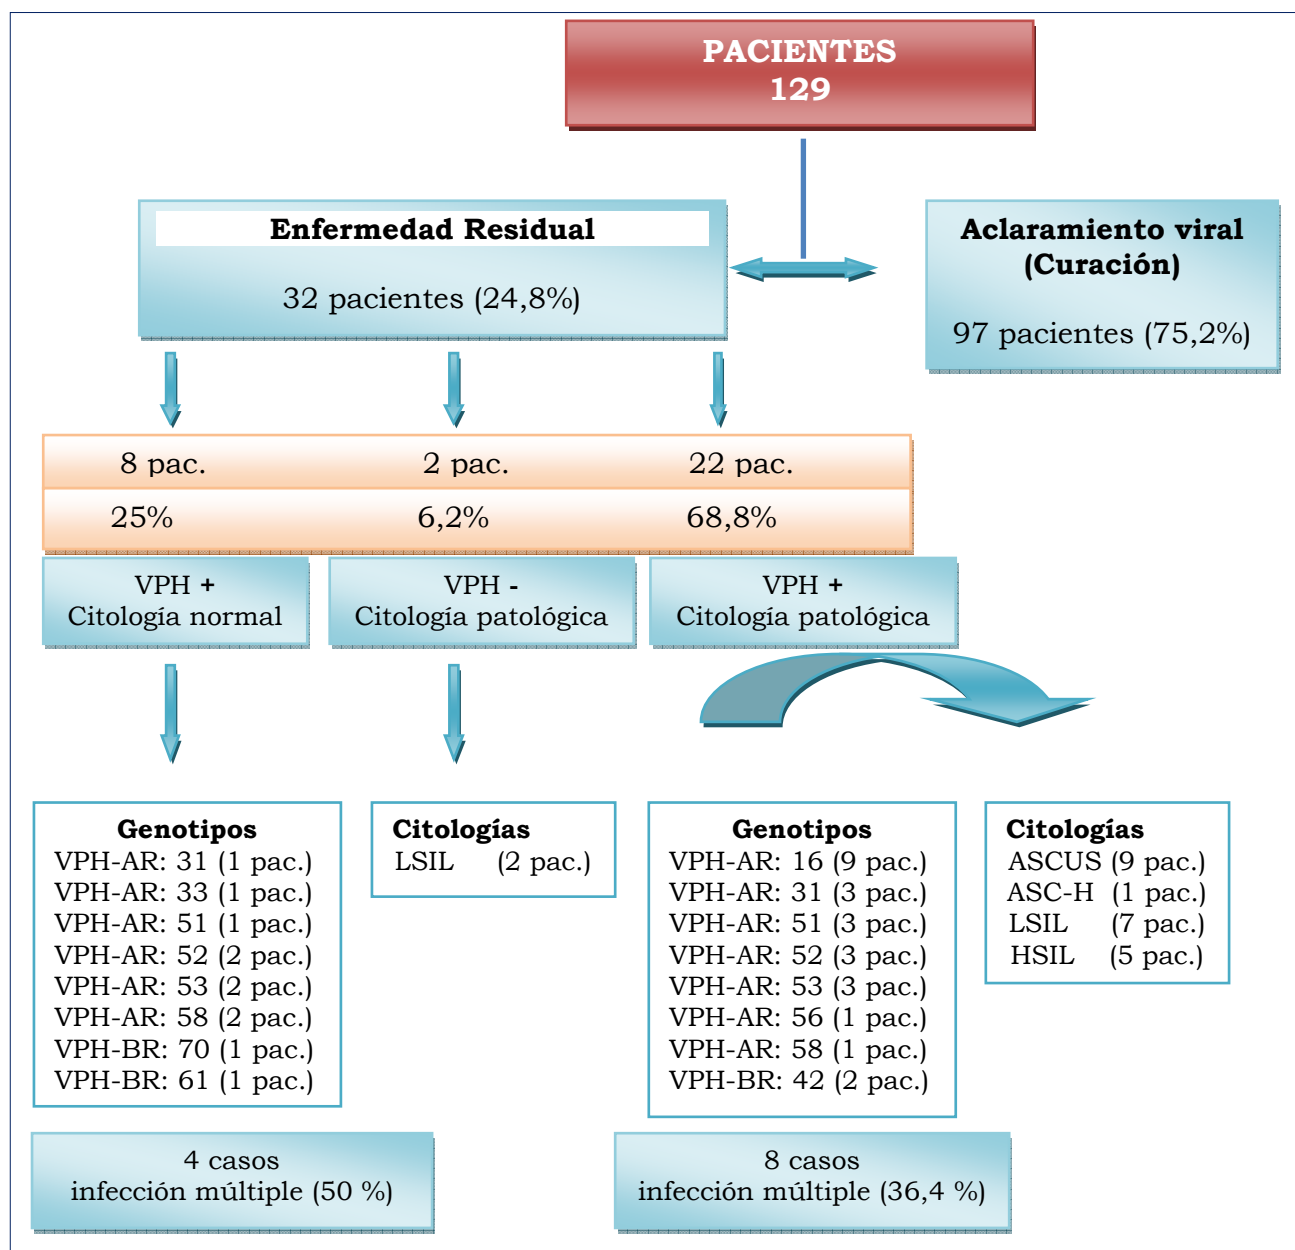 PACIENTES
129
Enfermedad Residual
32 pacientes (24,8%)
Aclaramiento viral
(Curación)
97 pacientes (75,2%)
8 pac.
2 pac.
22 pac.
25%
6,2%
68,8%
VPH +
Citología normal
VPH -
Citología patológica
VPH +
Citología patológica
Genotipos
VPH-AR: 31 (1 pac.)
VPH-AR: 33 (1 pac.)
VPH-AR: 51 (1 pac.)
VPH-AR: 52 (2 pac.)
VPH-AR: 53 (2 pac.)
VPH-AR: 58 (2 pac.)
VPH-BR: 70 (1 pac.)
VPH-BR: 61 (1 pac.)
Citologías
LSIL (2 pac.)
Genotipos
VPH-AR: 16 (9 pac.)
VPH-AR: 31 (3 pac.)
VPH-AR: 51 (3 pac.)
VPH-AR: 52 (3 pac.)
VPH-AR: 53 (3 pac.)
VPH-AR: 56 (1 pac.)
VPH-AR: 58 (1 pac.)
VPH-BR: 42 (2 pac.)
Citologías
ASCUS (9 pac.)
ASC-H (1 pac.)
LSIL (7 pac.)
HSIL (5 pac.)
4 casos
infección múltiple (50 %)
8 casos
infección múltiple (36,4 %)